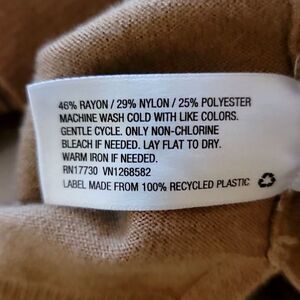 46% RAYON / 29% NYLON / 25% POLYESTER
MACHINE WASH COLD WITH LIKE COLORS.
GENTLE CYCLE. ONLY NON-CHLORINE
BLEACH IF NEEDED. LAY FLAT TO DRY.
WARM IRON IF NEEDED.
RN17730 VN1268582
LABEL MADE FROM 100% RECYCLED PLASTIC